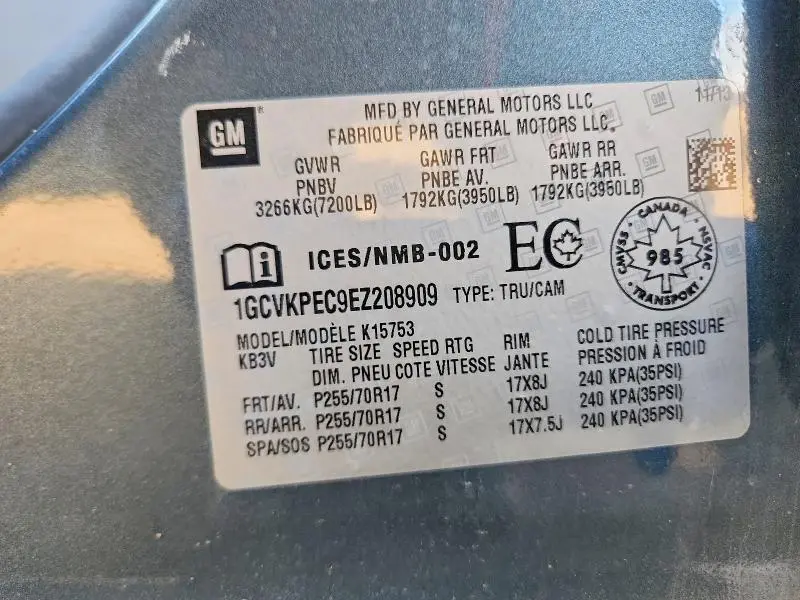 GM
MFD BY GENERAL MOTORS LLC
FABRIQUÉ PAR GENERAL MOTORS LLC.
11/13
GVWR GAWR FRT GAWR RR
PNBV PNBE AV. PNBE ARR.
3266KG(7200LB) 1792KG(3950LB) 1792KG(3950LB)
ICES/NMB-002 EC
CANADA
CMVSS 985 NSVAC
TRANSPORT
1GCVKPEC9EZ208909 TYPE: TRU/CAM
MODEL/MODÈLE K15753
KB3V TIRE SIZE SPEED RTG RIM COLD TIRE PRESSURE
DIM. PNEU COTE VITESSE JANTE PRESSION À FROID
FRT/AV. P255/70R17 S 17X8J 240 KPA(35PSI)
RR/ARR. P255/70R17 S 17X8J 240 KPA(35PSI)
SPA/SOS P255/70R17 S 17X7.5J 240 KPA(35PSI)